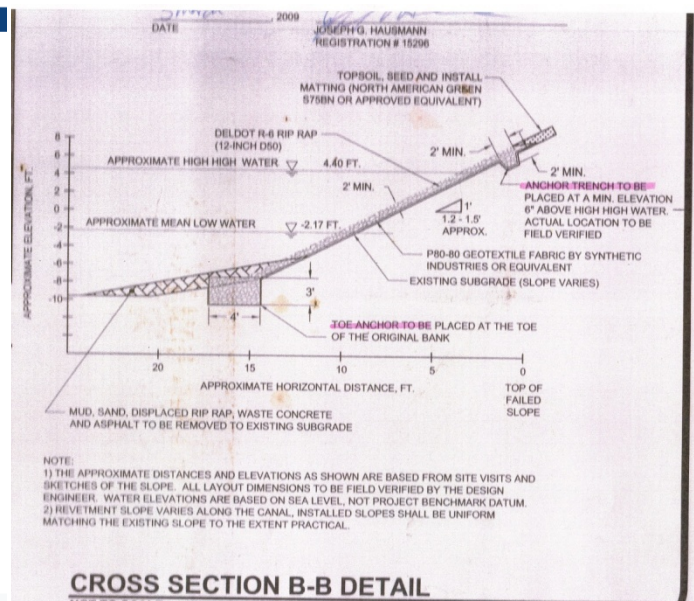 2009
DATE
JOSEPH G. HAUSMANN
REGISTRATION # 15296
TOPSOIL, SEED AND INSTALL
MATTING (NORTH AMERICAN GREEN
S75BN OR APPROVED EQUIVALENT)
DELDOT R-6 RIP RAP
(12-INCH D50)
2' MIN.
APPROXIMATE HIGH HIGH WATER
4.40 FT.
2' MIN.
2' MIN.
ANCHOR TRENCH TO BE
PLACED AT A MIN. ELEVATION
6" ABOVE HIGH HIGH WATER.
ACTUAL LOCATION TO BE
FIELD VERIFIED
1'
1.2 - 1.5'
APPROX.
APPROXIMATE MEAN LOW WATER
-2.17 FT.
P80-80 GEOTEXTILE FABRIC BY SYNTHETIC
INDUSTRIES OR EQUIVALENT
EXISTING SUBGRADE (SLOPE VARIES)
APPROXIMATE ELEVATION, FT.
8
6
4
2
0
-2
-4
-6
-8
-10
3'
4'
TOE ANCHOR TO BE PLACED AT THE TOE
OF THE ORIGINAL BANK
20
15
10
5
0
APPROXIMATE HORIZONTAL DISTANCE, FT.
TOP OF
FAILED
SLOPE
MUD, SAND, DISPLACED RIP RAP, WASTE CONCRETE
AND ASPHALT TO BE REMOVED TO EXISTING SUBGRADE
NOTE:
1) THE APPROXIMATE DISTANCES AND ELEVATIONS AS SHOWN ARE BASED FROM SITE VISITS AND
SKETCHES OF THE SLOPE. ALL LAYOUT DIMENSIONS TO BE FIELD VERIFIED BY THE DESIGN
ENGINEER. WATER ELEVATIONS ARE BASED ON SEA LEVEL, NOT PROJECT BENCHMARK DATUM.
2) REVETMENT SLOPE VARIES ALONG THE CANAL, INSTALLED SLOPES SHALL BE UNIFORM
MATCHING THE EXISTING SLOPE TO THE EXTENT PRACTICAL.
CROSS SECTION B-B DETAIL